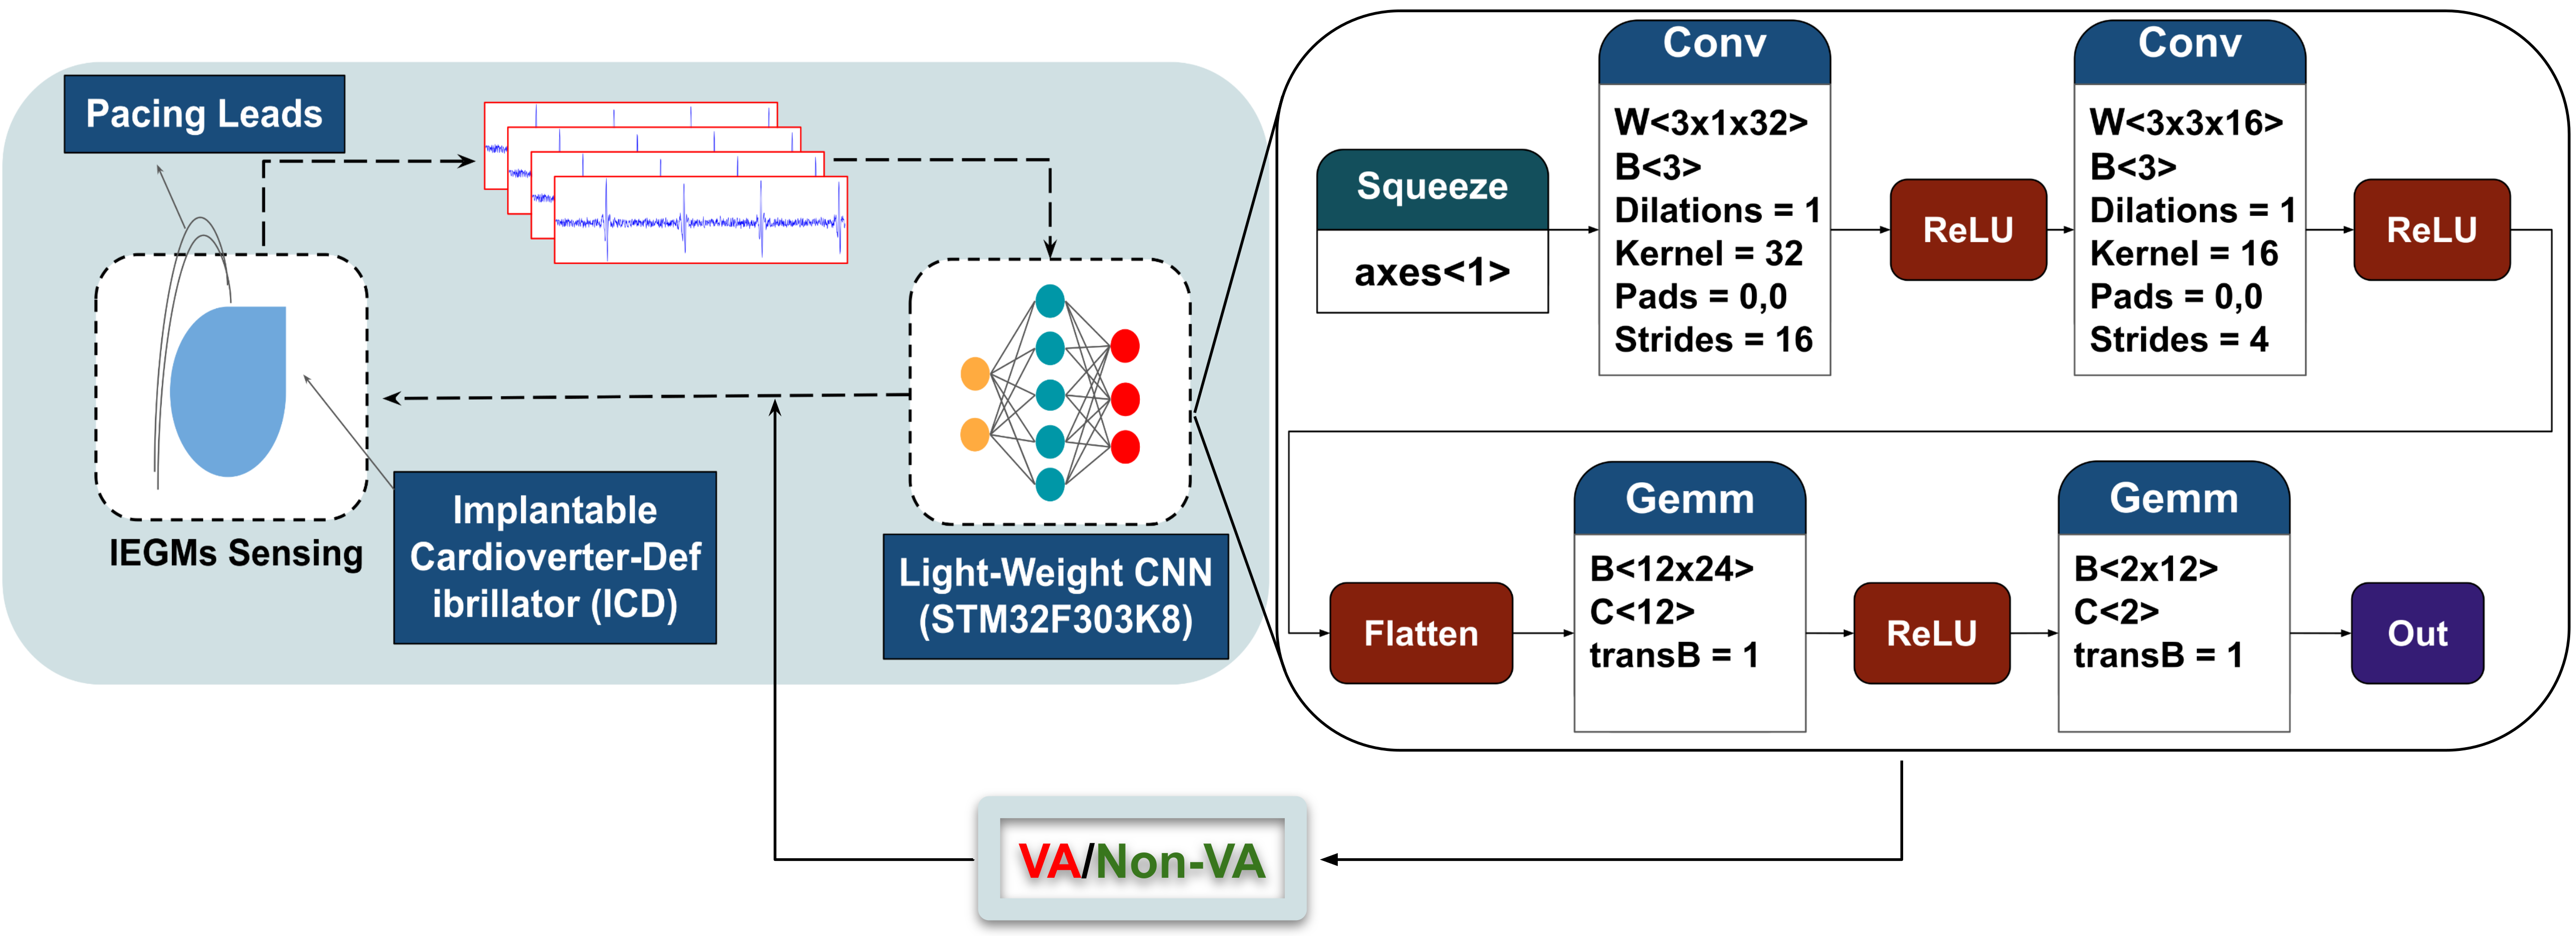 Pacing Leads
IEGMs Sensing
Implantable
Cardioverter-Def
ibrillator (ICD)
Light-Weight CNN
(STM32F303K8)
Squeeze
axes<1>
Conv
W<3x1x32>
B<3>
Dilations = 1
Kernel = 32
Pads = 0,0
Strides = 16
ReLU
Conv
W<3x3x16>
B<3>
Dilations = 1
Kernel = 16
Pads = 0,0
Strides = 4
ReLU
Flatten
Gemm
B<12x24>
C<12>
transB = 1
ReLU
Gemm
B<2x12>
C<2>
transB = 1
Out
VA/Non-VA